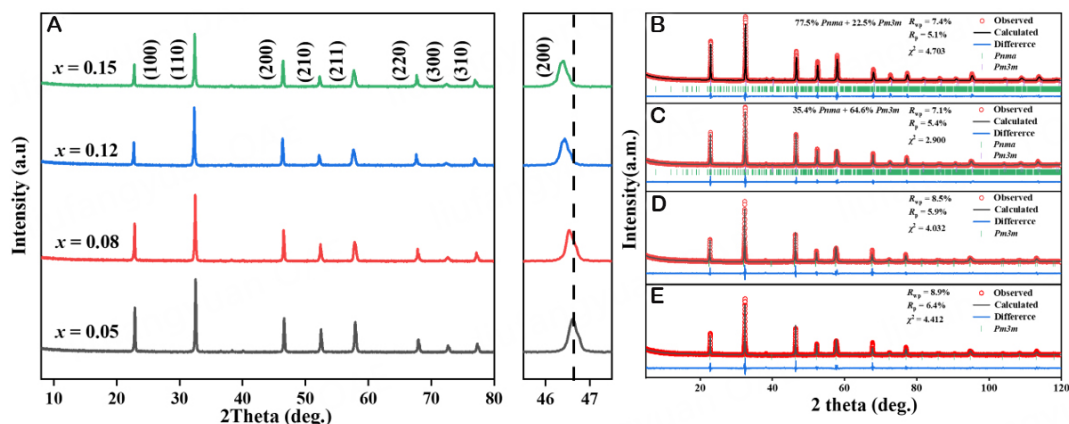 A
(100)
(110)
(200)
(210)
(211)
(220)
(300)
(310)
x = 0.15
x = 0.12
x = 0.08
x = 0.05
Intensity (a.u)
10 20 30 40 50 60 70 80
2Theta (deg.)
(200)
46 47
B
77.5% Pnma + 22.5% Pm3m
Rwp = 7.4%
Rp = 5.1%
χ² = 4.703
Observed
Calculated
Differerce
Pnma
Pm3m
C
35.4% Pnma + 64.6% Pm3m
Rwp = 7.1%
Rp = 5.4%
χ² = 2.900
Observed
Calculated
Differerce
Pnma
Pm3m
D
Rwp = 8.5%
Rp = 5.9%
χ² = 4.032
Observed
Calculated
Differerce
Pm3m
E
Rwp = 8.9%
Rp = 6.4%
χ² = 4.412
Observed
Calculated
Differerce
Pm3m
Intensity(a.m.)
20 40 60 80 100 120
2 theta (deg.)